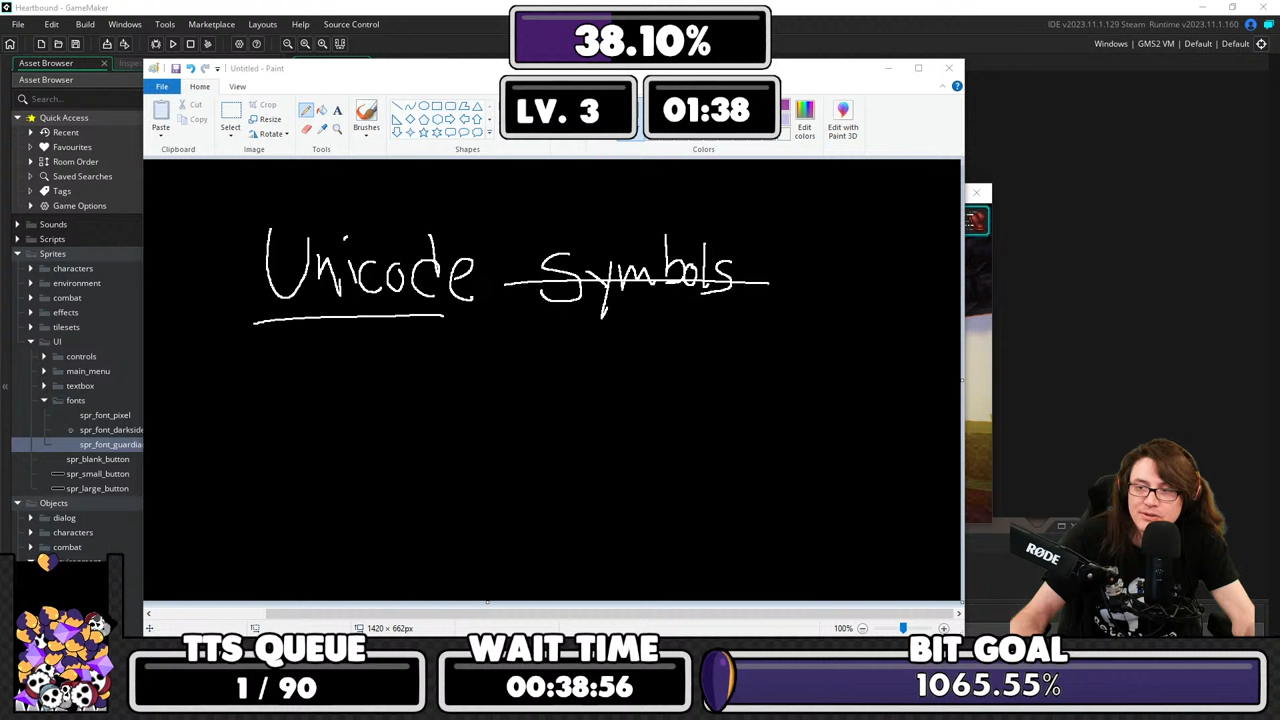 Heartbound - GameMaker
File Edit Build Windows Tools Marketplace Layouts Help Source Control
IDE v2023.11.1.129 Steam Runtime v2023.11.1.160
Windows | GMS2 VM | Default | Default
38.10%
LV. 3
01:38
Asset Browser
Asset Browser
Search...
Quick Access
Recent
Favourites
Room Order
Saved Searches
Tags
Game Options
Sounds
Scripts
Sprites
characters
environment
combat
effects
tilesets
UI
controls
main_menu
textbox
fonts
spr_font_pixel
spr_font_darkside
spr_font_guardia
spr_blank_button
spr_small_button
spr_large_button
Objects
dialog
characters
combat
Untitled - Paint
File Home View
Paste
Cut
Copy
Clipboard
Select
Crop
Resize
Rotate
Image
Tools
Brushes
Shapes
Edit colors
Edit with Paint 3D
Colors
Unicode Symbols
1420 × 662px
100%
RØDE
TTS QUEUE
1 / 90
WAIT TIME
00:38:56
BIT GOAL
1065.55%